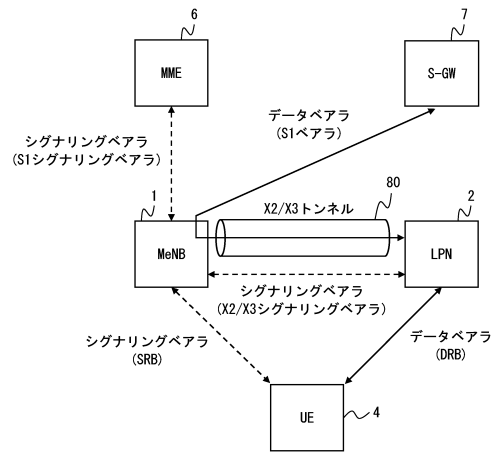 6
7
MME
S-GW
データベアラ
(S1ベアラ)
シグナリングベアラ
(S1シグナリングベアラ)
1
X2/X3トンネル
80
2
MeNB
LPN
シグナリングベアラ
(X2/X3シグナリングベアラ)
シグナリングベアラ
(SRB)
データベアラ
(DRB)
UE
4